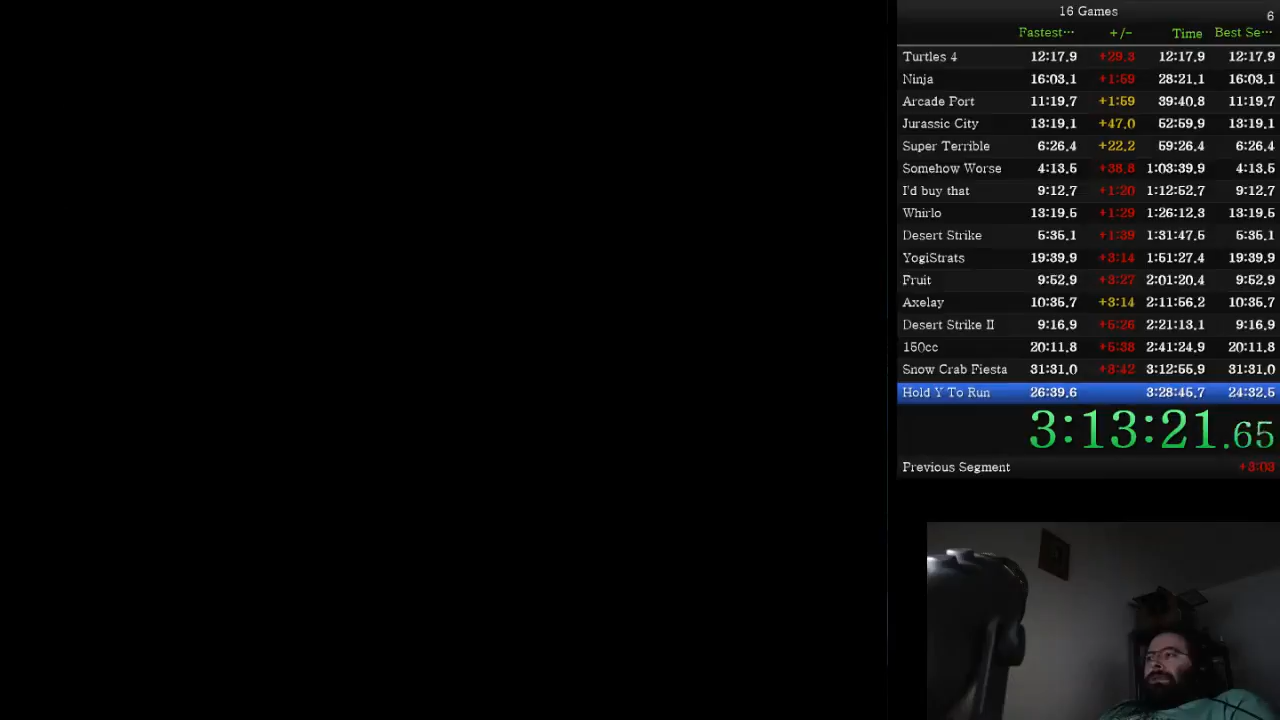 16 Games
6
Fastest… +/- Time Best Se…
Turtles 4 12:17.9 +29.3 12:17.9 12:17.9
Ninja 16:03.1 +1:59 28:21.1 16:03.1
Arcade Port 11:19.7 +1:59 39:40.8 11:19.7
Jurassic City 13:19.1 +47.0 52:59.9 13:19.1
Super Terrible 6:26.4 +22.2 59:26.4 6:26.4
Somehow Worse 4:13.5 +38.8 1:03:39.9 4:13.5
I'd buy that 9:12.7 +1:20 1:12:52.7 9:12.7
Whirlo 13:19.5 +1:29 1:26:12.3 13:19.5
Desert Strike 5:35.1 +1:39 1:31:47.5 5:35.1
YogiStrats 19:39.9 +3:14 1:51:27.4 19:39.9
Fruit 9:52.9 +3:27 2:01:20.4 9:52.9
Axelay 10:35.7 +3:14 2:11:56.2 10:35.7
Desert Strike II 9:16.9 +5:26 2:21:13.1 9:16.9
150cc 20:11.8 +5:38 2:41:24.9 20:11.8
Snow Crab Fiesta 31:31.0 +8:42 3:12:55.9 31:31.0
Hold Y To Run 26:39.6 3:28:45.7 24:32.5
3:13:21.65
Previous Segment +3:03